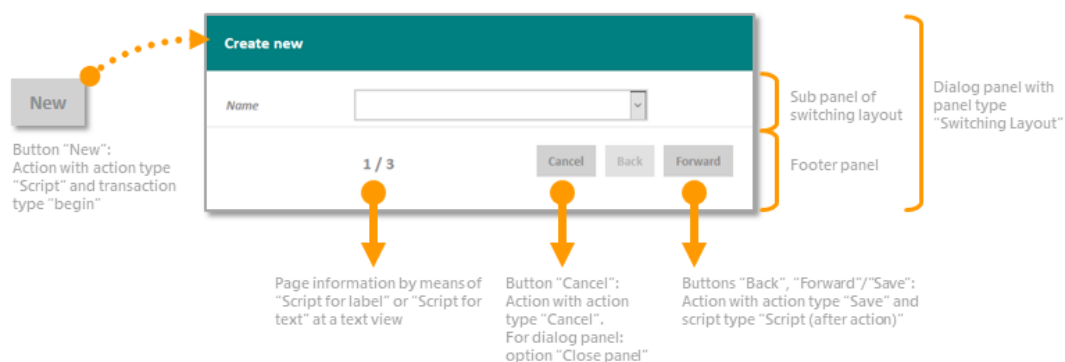 Create new
New
Name
Button "New":
Action with action type
"Script" and transaction
type "begin"
1 / 3
Cancel
Back
Forward
Sub panel of
switching layout
Footer panel
Dialog panel with
panel type
"Switching Layout"
Page information by means of
"Script for label" or "Script for
text" at a text view
Button "Cancel":
Action with action
type "Cancel".
For dialog panel:
option "Close panel"
Buttons "Back", "Forward"/"Save":
Action with action type "Save" and
script type "Script (after action)"